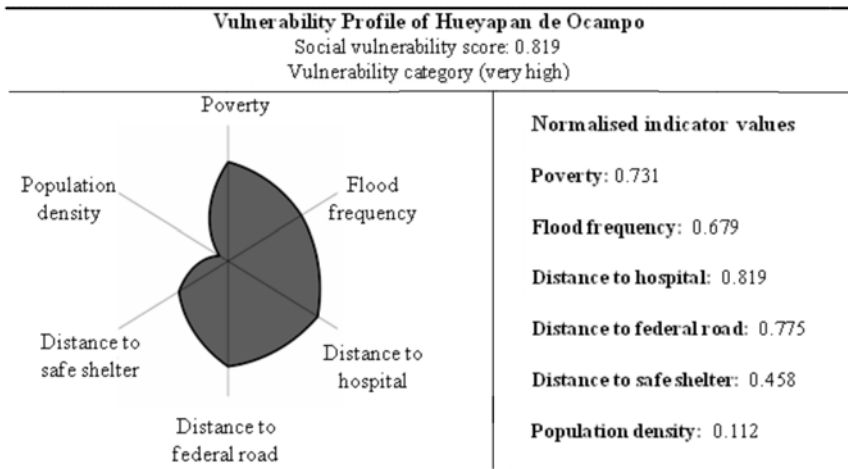 Vulnerability Profile of Hueyapan de Ocampo
Social vulnerability score: 0.819
Vulnerability category (very high)
Poverty
Flood
frequency
Distance to
hospital
Distance to
federal road
Distance to
safe shelter
Population
density
Normalised indicator values
Poverty: 0.731
Flood frequency: 0.679
Distance to hospital: 0.819
Distance to federal road: 0.775
Distance to safe shelter: 0.458
Population density: 0.112